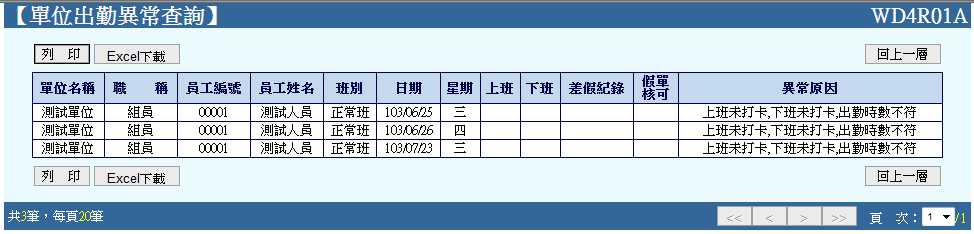 【單位出勤異常查詢】 WD4R01A
列　印 Excel下載 回上一層
單位名稱 職　稱 員工編號 員工姓名 班別 日期 星期 上班 下班 差假紀錄 假單核可 異常原因
測試單位 組員 00001 測試人員 正常班 103/06/25 三 上班未打卡,下班未打卡,出勤時數不符
測試單位 組員 00001 測試人員 正常班 103/06/26 四 上班未打卡,下班未打卡,出勤時數不符
測試單位 組員 00001 測試人員 正常班 103/07/23 三 上班未打卡,下班未打卡,出勤時數不符
列　印 Excel下載 回上一層
共3筆，每頁20筆 << < > >> 頁　次：1 /1